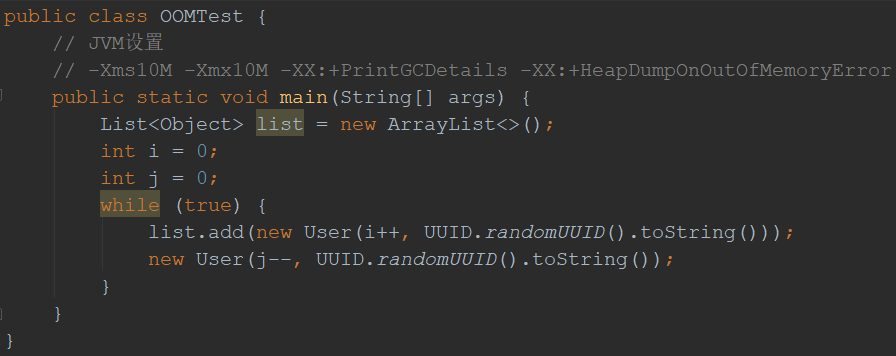 public class OOMTest {
    // JVM设置
    // -Xms10M -Xmx10M -XX:+PrintGCDetails -XX:+HeapDumpOnOutOfMemoryError
    public static void main(String[] args) {
        List<Object> list = new ArrayList<>();
        int i = 0;
        int j = 0;
        while (true) {
            list.add(new User(i++, UUID.randomUUID().toString()));
            new User(j--, UUID.randomUUID().toString());
        }
    }
}